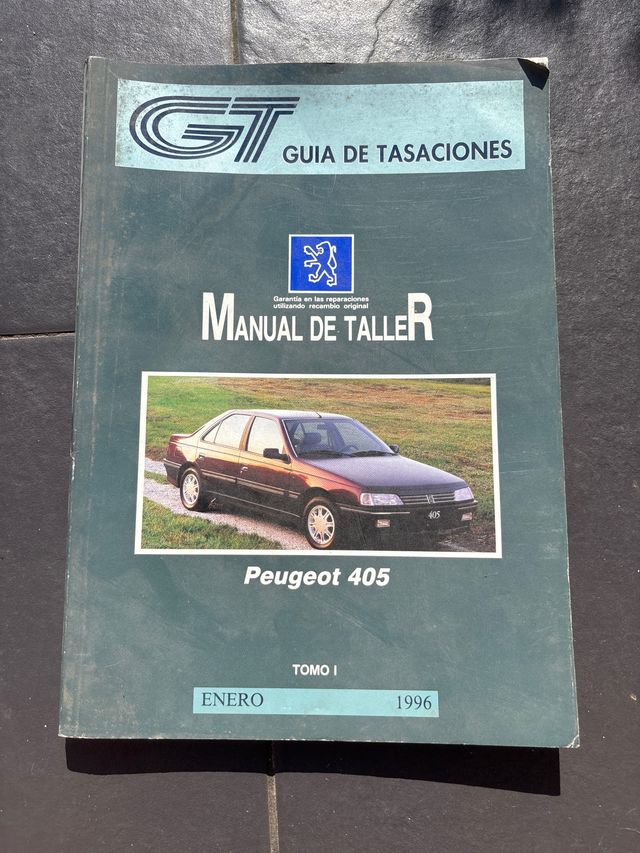 GT GUIA DE TASACIONES
Garantía en las reparaciones
utilizando recambio original
MANUAL DE TALLER
405
Peugeot 405
TOMO I
ENERO 1996